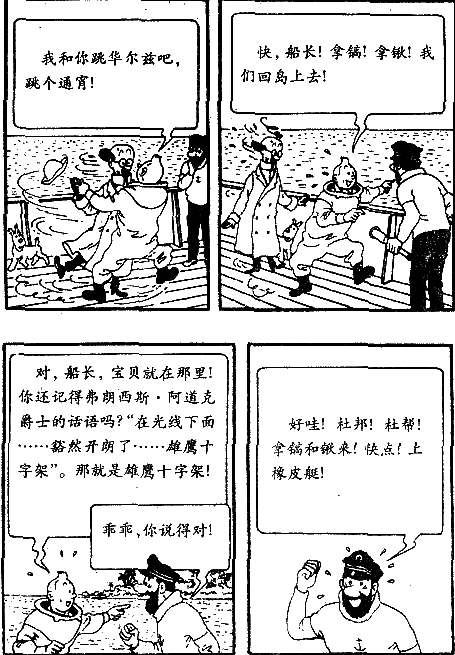 我和你跳华尔兹吧，
跳个通宵！
快，船长！拿镐！拿锹！我
们回岛上去！
对，船长，宝贝就在那里！
你还记得弗朗西斯·阿道克
爵士的话语吗？“在光线下面
……豁然开朗了……雄鹰十
字架”。那就是雄鹰十字架！
乖乖，你说得对！
好哇！杜邦！杜帮！
拿镐和锹来！快点！上
橡皮艇！